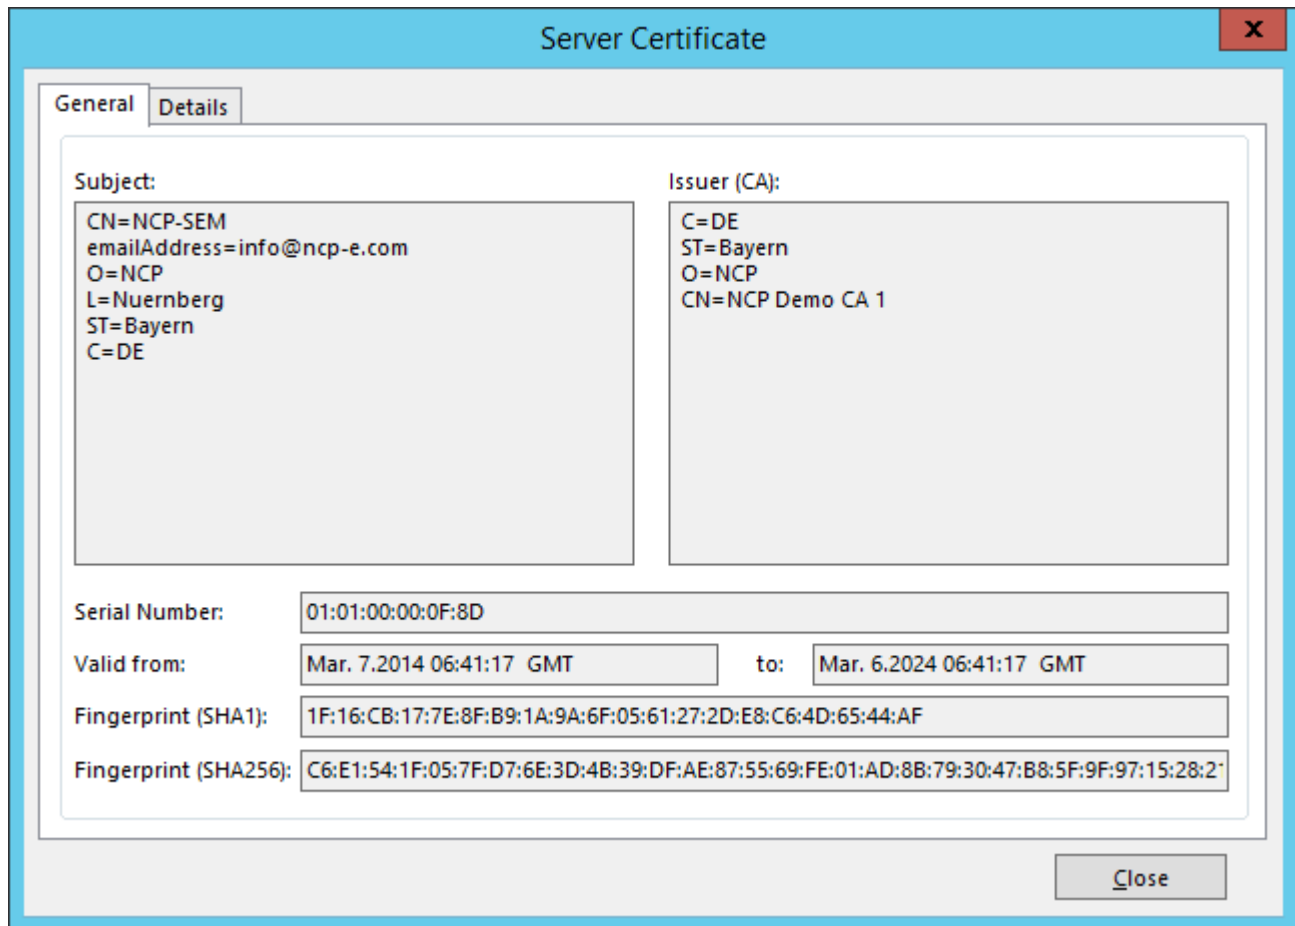 Server Certificate
x
General
Details
Subject:
CN=NCP-SEM
emailAddress=info@ncp-e.com
O=NCP
L=Nuernberg
ST=Bayern
C=DE
Issuer (CA):
C=DE
ST=Bayern
O=NCP
CN=NCP Demo CA 1
Serial Number: 01:01:00:00:0F:8D
Valid from: Mar. 7.2014 06:41:17 GMT to: Mar. 6.2024 06:41:17 GMT
Fingerprint (SHA1): 1F:16:CB:17:7E:8F:B9:1A:9A:6F:05:61:27:2D:E8:C6:4D:65:44:AF
Fingerprint (SHA256): C6:E1:54:1F:05:7F:D7:6E:3D:4B:39:DF:AE:87:55:69:FE:01:AD:8B:79:30:47:B8:5F:9F:97:15:28:2
Close